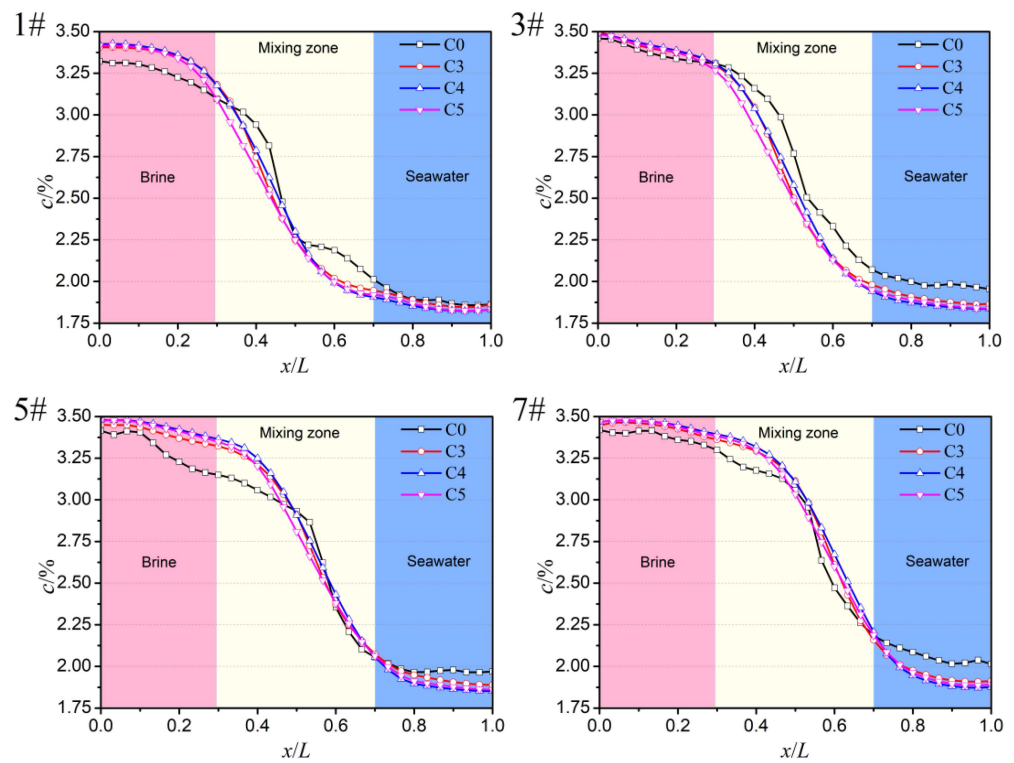 1#
3.50
3.25
3.00
2.75
2.50
2.25
2.00
1.75
c/%
Mixing zone
Brine
Seawater
C0
C3
C4
C5
0.0 0.2 0.4 0.6 0.8 1.0
x/L
3#
3.50
3.25
3.00
2.75
2.50
2.25
2.00
1.75
c/%
Mixing zone
Brine
Seawater
C0
C3
C4
C5
0.0 0.2 0.4 0.6 0.8 1.0
x/L
5#
3.50
3.25
3.00
2.75
2.50
2.25
2.00
1.75
c/%
Mixing zone
Brine
Seawater
C0
C3
C4
C5
0.0 0.2 0.4 0.6 0.8 1.0
x/L
7#
3.50
3.25
3.00
2.75
2.50
2.25
2.00
1.75
c/%
Mixing zone
Brine
Seawater
C0
C3
C4
C5
0.0 0.2 0.4 0.6 0.8 1.0
x/L